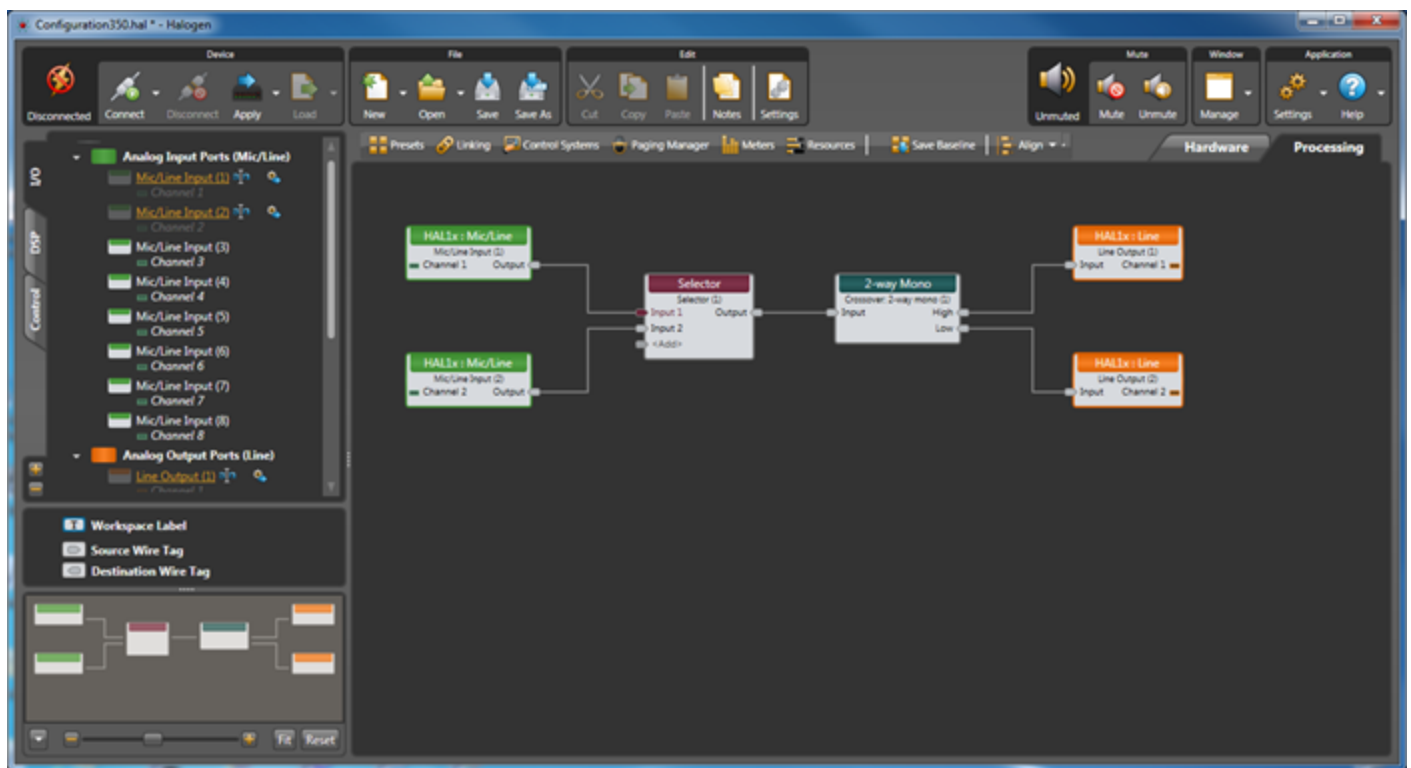 Configuration350.hal * - Halogen
Device
File
Edit
Mute
Window
Application
Disconnected
Connect
Disconnect
Apply
Load
New
Open
Save
Save As
Cut
Copy
Paste
Notes
Settings
Unmuted
Mute
Unmute
Manage
Settings
Help
Presets
Linking
Control Systems
Paging Manager
Meters
Resources
Save Baseline
Align
Hardware
Processing
I/O
DSP
Control
Analog Input Ports (Mic/Line)
Mic/Line Input (1)
Channel 1
Mic/Line Input (2)
Channel 2
Mic/Line Input (3)
Channel 3
Mic/Line Input (4)
Channel 4
Mic/Line Input (5)
Channel 5
Mic/Line Input (6)
Channel 6
Mic/Line Input (7)
Channel 7
Mic/Line Input (8)
Channel 8
Analog Output Ports (Line)
Line Output (1)
Channel 1
Workspace Label
Source Wire Tag
Destination Wire Tag
Fit
Reset
HAL1x : Mic/Line
Mic/Line Input (1)
Channel 1 Output
HAL1x : Mic/Line
Mic/Line Input (2)
Channel 2 Output
Selector
Selector (1)
Input 1 Output
Input 2
<Add>
2-way Mono
Crossover: 2-way mono (1)
Input High
Low
HAL1x : Line
Line Output (1)
Input Channel 1
HAL1x : Line
Line Output (2)
Input Channel 2